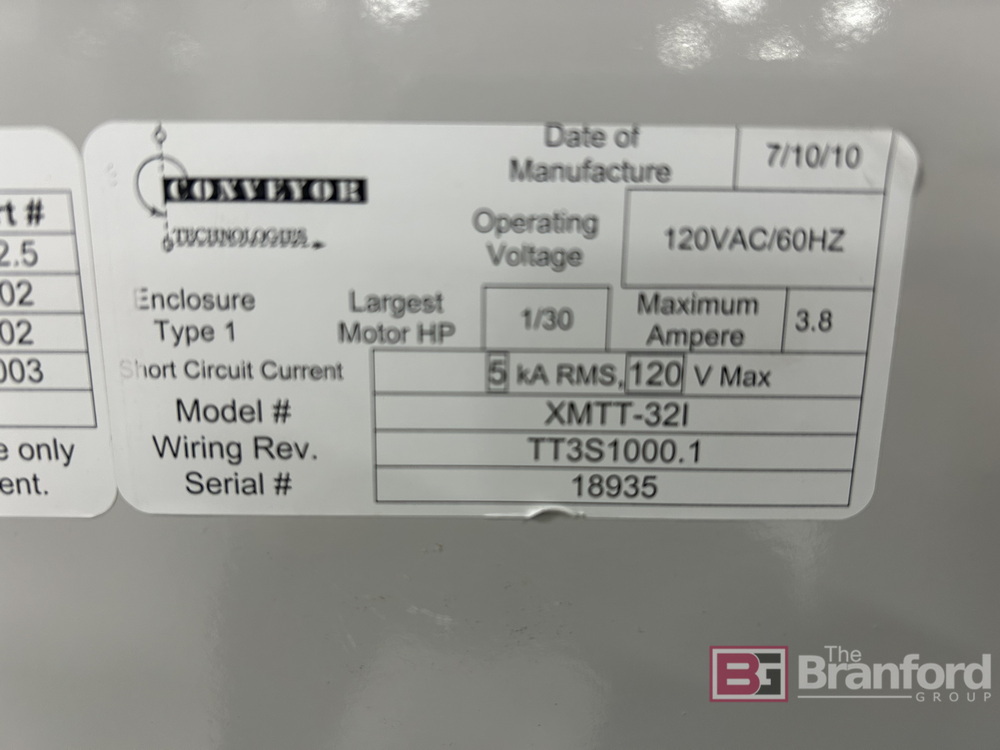 rt #
2.5
02
02
003
e only
ent.
CONVEYOR
TECHNOLOGIES
Date of
Manufacture
7/10/10
Operating
Voltage
120VAC/60HZ
Enclosure
Type 1
Largest
Motor HP
1/30
Maximum
Ampere
3.8
Short Circuit Current
5 kA RMS, 120 V Max
Model #
XMTT-32I
Wiring Rev.
TT3S1000.1
Serial #
18935
BG The
Branford
GROUP